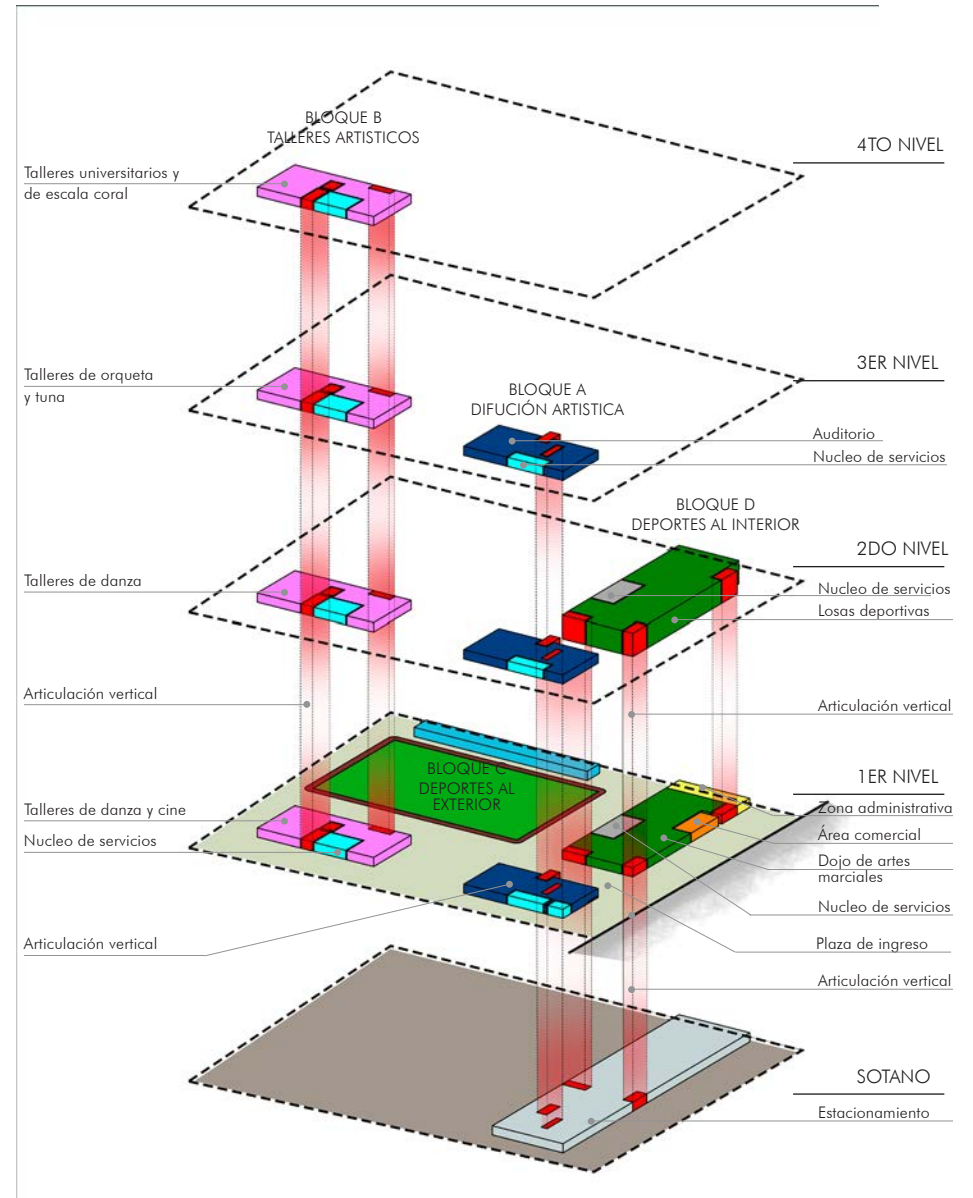 BLOQUE B
TALLERES ARTISTICOS
4TO NIVEL
Talleres universitarios y
de escala coral
3ER NIVEL
Talleres de orqueta
y tuna
BLOQUE A
DIFUCIÓN ARTISTICA
Auditorio
Nucleo de servicios
BLOQUE D
DEPORTES AL INTERIOR
2DO NIVEL
Talleres de danza
Nucleo de servicios
Losas deportivas
Articulación vertical
Articulación vertical
BLOQUE C
DEPORTES AL
EXTERIOR
1ER NIVEL
Talleres de danza y cine
Nucleo de servicios
Zona administrativa
Área comercial
Dojo de artes
marciales
Nucleo de servicios
Articulación vertical
Plaza de ingreso
Articulación vertical
SOTANO
Estacionamiento